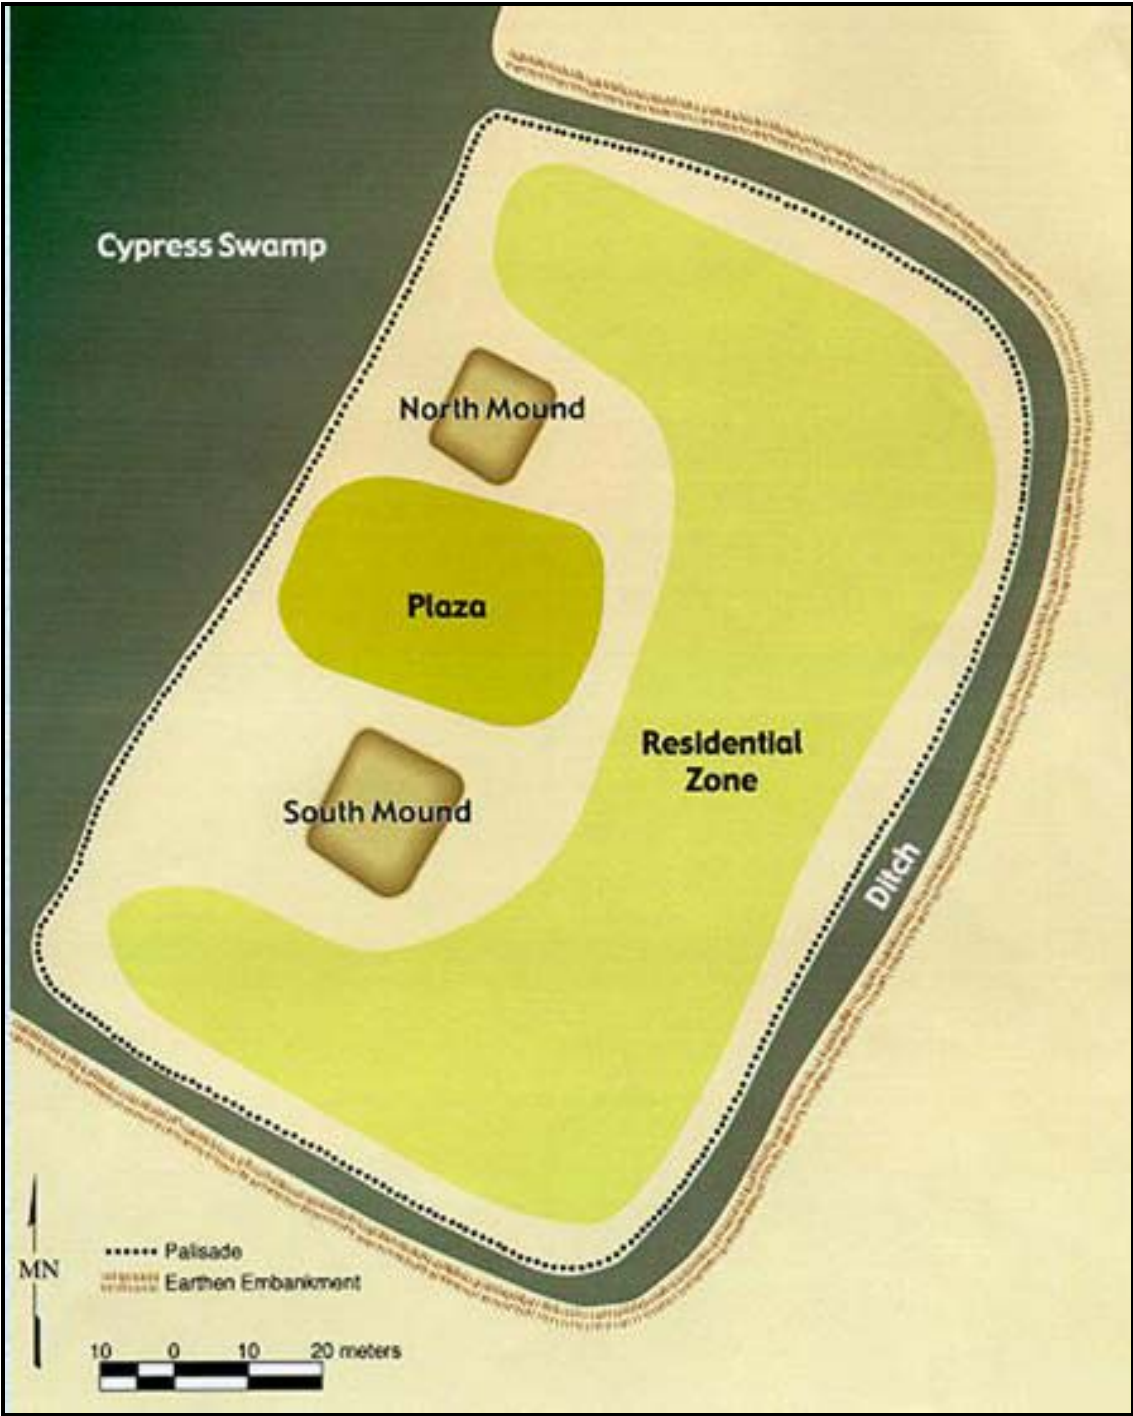 Cypress Swamp
North Mound
Plaza
Residential
Zone
South Mound
Ditch
Palisade
MN
Earthen Embankment
10 0 10 20 meters